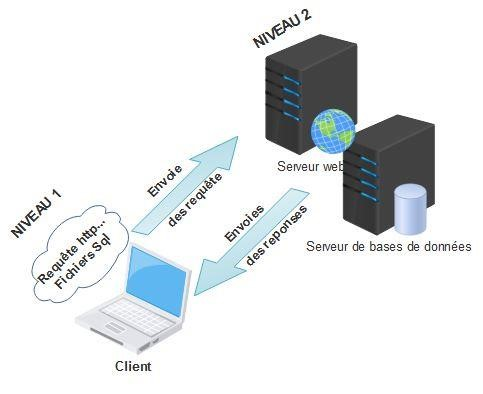 NIVEAU 2
Serveur web
Serveur de bases de données
Envoie
des requête
Envoies
des reponses
NIVEAU 1
Requête http...
Fichiers Sql
Client